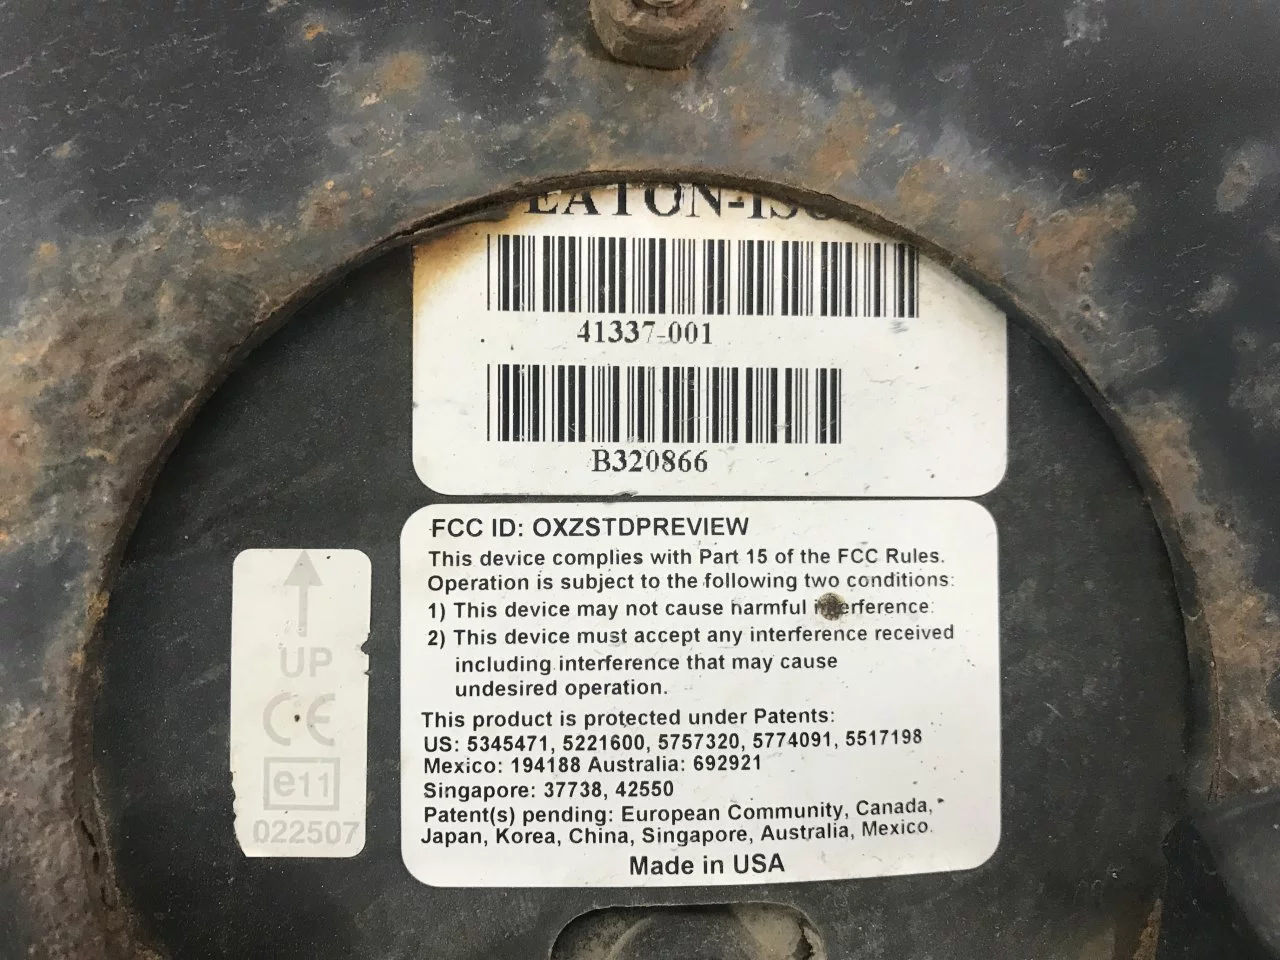 EATON-
41337-001
B320866
FCC ID: OXZSTDPREVIEW
This device complies with Part 15 of the FCC Rules.
Operation is subject to the following two conditions:
1) This device may not cause harmful interference:
2) This device must accept any interference received
including interference that may cause
undesired operation.
This product is protected under Patents:
US: 5345471, 5221600, 5757320, 5774091, 5517198
Mexico: 194188 Australia: 692921
Singapore: 37738, 42550
Patent(s) pending: European Community, Canada,
Japan, Korea, China, Singapore, Australia, Mexico.
Made in USA
UP
CE
e11
022507